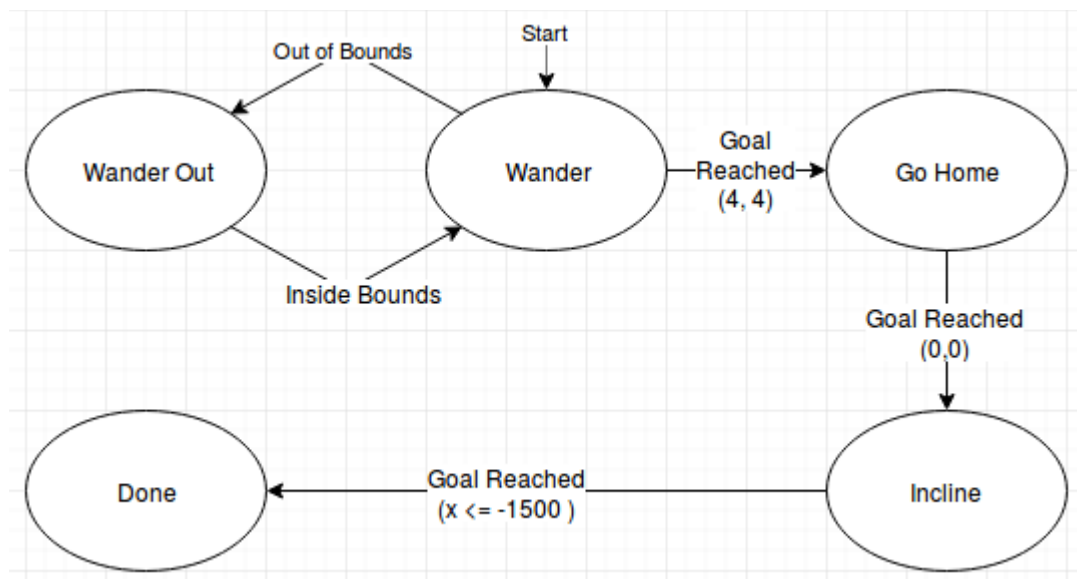 Start
Out of Bounds
Wander Out
Wander
Goal
Reached
(4, 4)
Go Home
Inside Bounds
Goal Reached
(0,0)
Done
Goal Reached
(x <= -1500 )
Incline